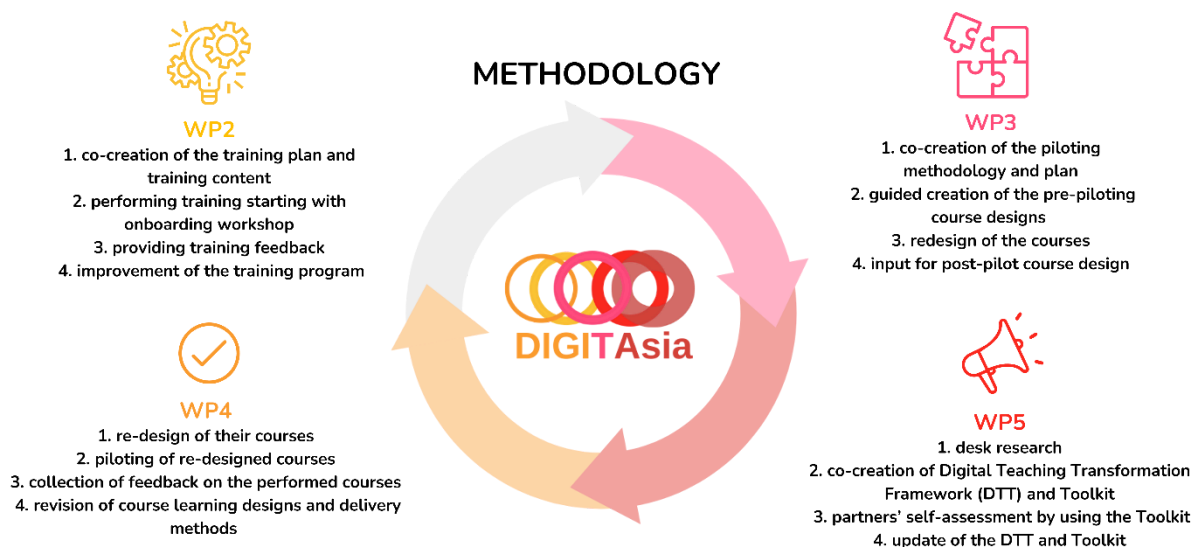 METHODOLOGY
WP2
1. co-creation of the training plan and
training content
2. performing training starting with
onboarding workshop
3. providing training feedback
4. improvement of the training program
WP3
1. co-creation of the piloting
methodology and plan
2. guided creation of the pre-piloting
course designs
3. redesign of the courses
4. input for post-pilot course design
DIGITAsia
WP4
1. re-design of their courses
2. piloting of re-designed courses
3. collection of feedback on the performed courses
4. revision of course learning designs and delivery
methods
WP5
1. desk research
2. co-creation of Digital Teaching Transformation
Framework (DTT) and Toolkit
3. partners' self-assessment by using the Toolkit
4. update of the DTT and Toolkit